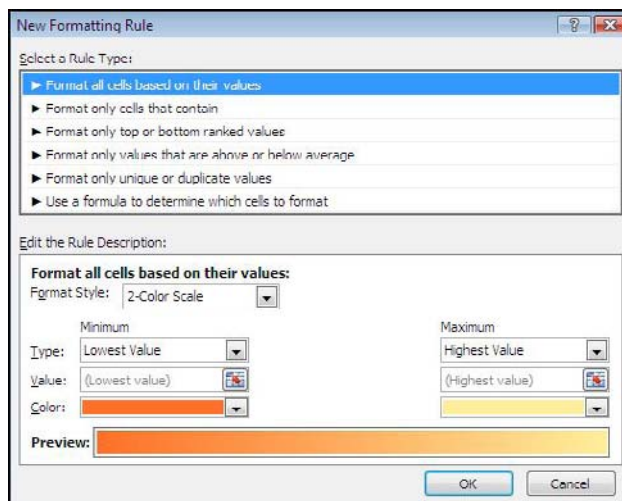 New Formatting Rule
Select a Rule Type:
► Format all cells based on their values
► Format only cells that contain
► Format only top or bottom ranked values
► Format only values that are above or below average
► Format only unique or duplicate values
► Use a formula to determine which cells to format
Edit the Rule Description:
Format all cells based on their values:
Format Style: 2-Color Scale
Minimum Maximum
Type: Lowest Value Highest Value
Value: (Lowest value) (Highest value)
Color:
Preview:
OK Cancel